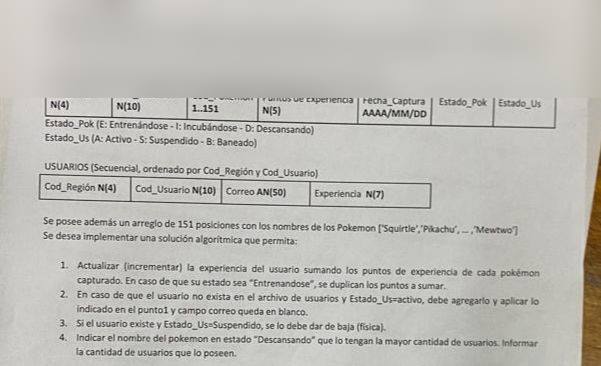 Puntos de Experiencia Fecha_Captura Estado_Pok Estado_Us
N(4) N(10) 1..151 N(5) AAAA/MM/DD
Estado_Pok (E: Entrenándose - I: Incubándose - D: Descansando)
Estado_Us (A: Activo - S: Suspendido - B: Baneado)
USUARIOS (Secuencial, ordenado por Cod_Región y Cod_Usuario)
Cod_Región N(4) Cod_Usuario N(10) Correo AN(50) Experiencia N(7)
Se posee además un arreglo de 151 posiciones con los nombres de los Pokemon ['Squirtle','Pikachu', ... ,'Mewtwo']
Se desea implementar una solución algorítmica que permita:
1. Actualizar (incrementar) la experiencia del usuario sumando los puntos de experiencia de cada pokémon
capturado. En caso de que su estado sea "Entrenandose", se duplican los puntos a sumar.
2. En caso de que el usuario no exista en el archivo de usuarios y Estado_Us=activo, debe agregarlo y aplicar lo
indicado en el punto1 y campo correo queda en blanco.
3. Si el usuario existe y Estado_Us=Suspendido, se lo debe dar de baja (física).
4. Indicar el nombre del pokemon en estado "Descansando" que lo tengan la mayor cantidad de usuarios. Informar
la cantidad de usuarios que lo poseen.